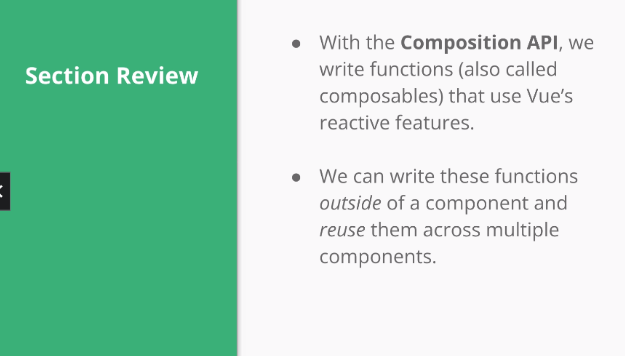 Section Review
● With the Composition API, we
write functions (also called
composables) that use Vue’s
reactive features.
● We can write these functions
outside of a component and
reuse them across multiple
components.